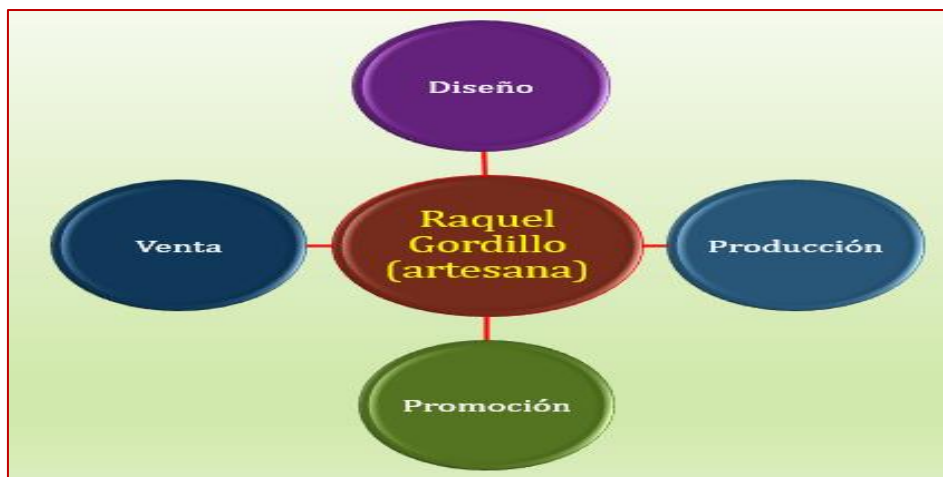 Diseño
Venta
Raquel
Gordillo
(artesana)
Producción
Promoción